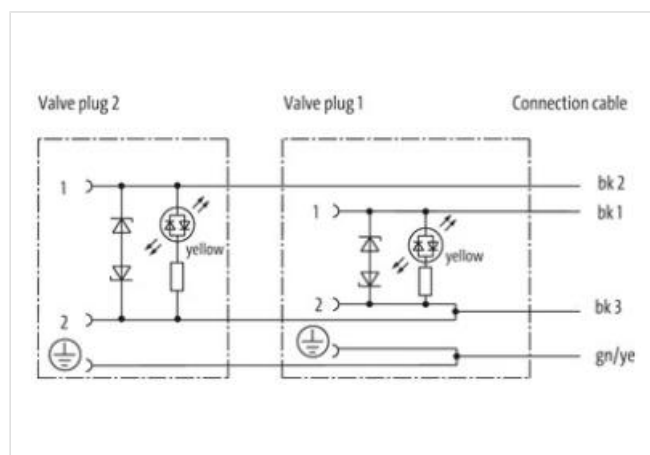 Valve plug 2 Valve plug 1 Connection cable
1 bk 2
1 bk 1
yellow
yellow
2 bk 3
2
gn/ye